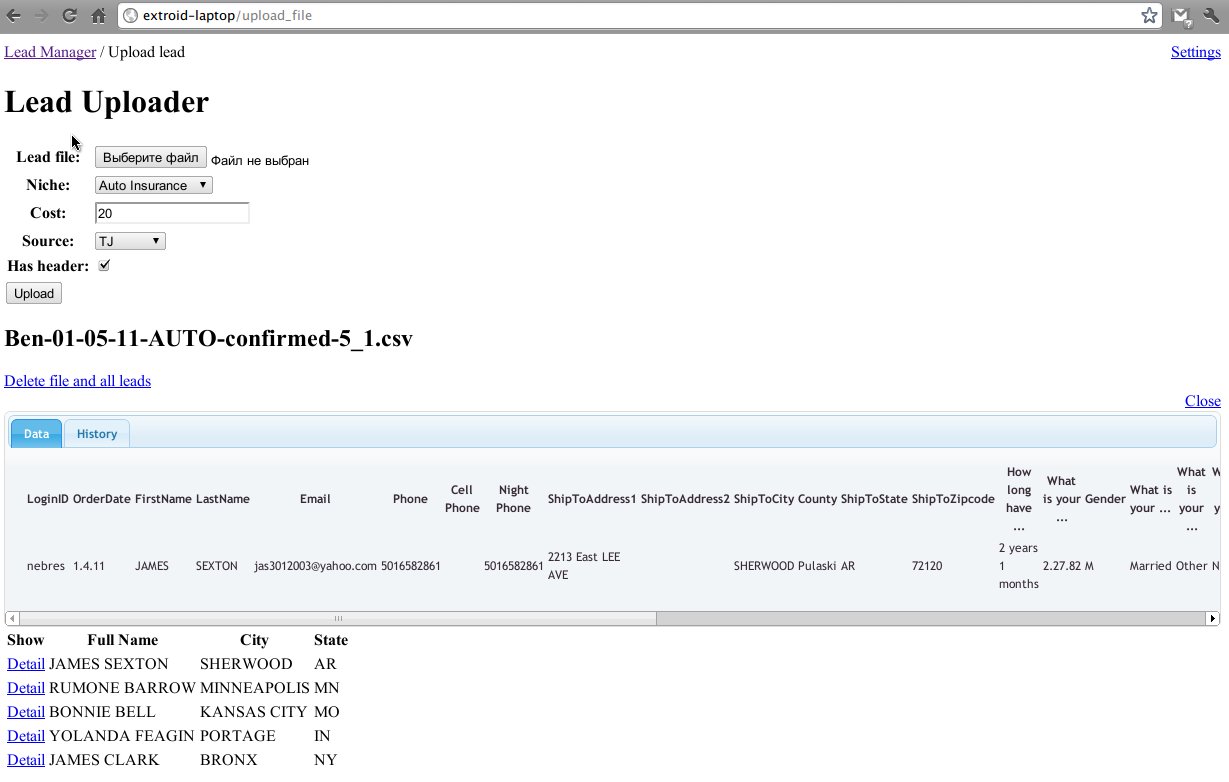 extroid-laptop/upload_file
Lead Manager / Upload lead Settings
Lead Uploader
Lead file: Выберите файл Файл не выбран
Niche: Auto Insurance
Cost: 20
Source: TJ
Has header:
Upload
Ben-01-05-11-AUTO-confirmed-5_1.csv
Delete file and all leads
Close
Data History
LoginID OrderDate FirstName LastName Email Phone Cell Phone Night Phone ShipToAddress1 ShipToAddress2 ShipToCity County ShipToState ShipToZipcode How long have ... What is your ... Gender What is your ... What is your ... W y
nebres 1.4.11 JAMES SEXTON jas3012003@yahoo.com 5016582861 5016582861 2213 East LEE AVE SHERWOOD Pulaski AR 72120 2 years 1 months 2.27.82 M Married Other N
Show Full Name City State
Detail JAMES SEXTON SHERWOOD AR
Detail RUMONE BARROW MINNEAPOLIS MN
Detail BONNIE BELL KANSAS CITY MO
Detail YOLANDA FEAGIN PORTAGE IN
Detail JAMES CLARK BRONX NY